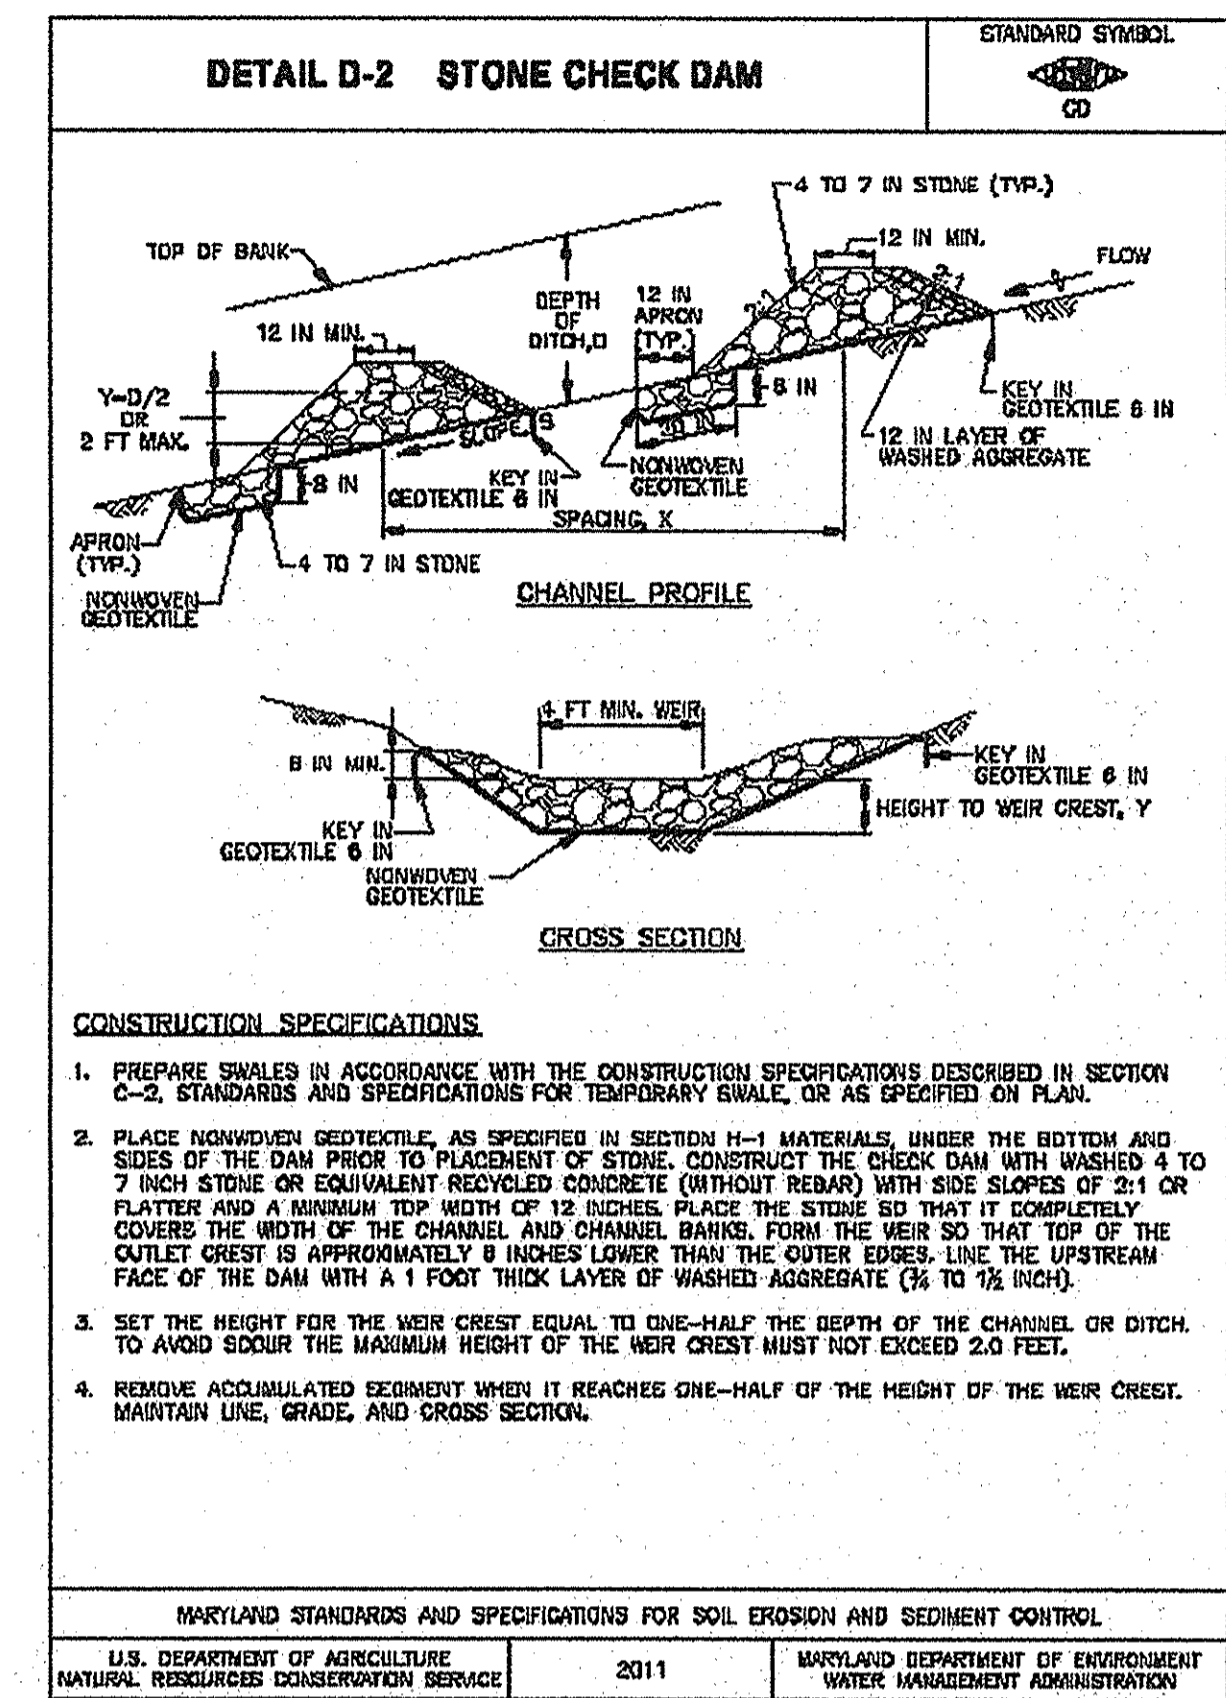 DETAIL D-2 STONE CHECK DAM
STANDARD SYMBOL
CD
4 TO 7 IN STONE (TYP.)
TOP OF BANK
12 IN MIN.
FLOW
2:1
DEPTH
OF
DITCH, D
12 IN
APRON
(TYP.)
2:1
12 IN MIN.
Y=D/2
OR
2 FT MAX.
8 IN
KEY IN
GEOTEXTILE 6 IN
12 IN LAYER OF
WASHED AGGREGATE
SLOPE, S
NONWOVEN
GEOTEXTILE
KEY IN
GEOTEXTILE 6 IN
8 IN
SPACING, X
APRON
(TYP.)
4 TO 7 IN STONE
NONWOVEN
GEOTEXTILE
CHANNEL PROFILE
4 FT MIN. WEIR
8 IN MIN.
KEY IN
GEOTEXTILE 6 IN
HEIGHT TO WEIR CREST, Y
KEY IN
GEOTEXTILE 6 IN
NONWOVEN
GEOTEXTILE
CROSS SECTION
CONSTRUCTION SPECIFICATIONS
1. PREPARE SWALES IN ACCORDANCE WITH THE CONSTRUCTION SPECIFICATIONS DESCRIBED IN SECTION
C-2, STANDARDS AND SPECIFICATIONS FOR TEMPORARY SWALE, OR AS SPECIFIED ON PLAN.
2. PLACE NONWOVEN GEOTEXTILE, AS SPECIFIED IN SECTION H-1 MATERIALS, UNDER THE BOTTOM AND
SIDES OF THE DAM PRIOR TO PLACEMENT OF STONE. CONSTRUCT THE CHECK DAM WITH WASHED 4 TO
7 INCH STONE OR EQUIVALENT RECYCLED CONCRETE (WITHOUT REBAR) WITH SIDE SLOPES OF 2:1 OR
FLATTER AND A MINIMUM TOP WIDTH OF 12 INCHES. PLACE THE STONE SO THAT IT COMPLETELY
COVERS THE WIDTH OF THE CHANNEL AND CHANNEL BANKS. FORM THE WEIR SO THAT TOP OF THE
OUTLET CREST IS APPROXIMATELY 8 INCHES LOWER THAN THE OUTER EDGES. LINE THE UPSTREAM
FACE OF THE DAM WITH A 1 FOOT THICK LAYER OF WASHED AGGREGATE (¾ TO 1½ INCH).
3. SET THE HEIGHT FOR THE WEIR CREST EQUAL TO ONE-HALF THE DEPTH OF THE CHANNEL OR DITCH.
TO AVOID SCOUR THE MAXIMUM HEIGHT OF THE WEIR CREST MUST NOT EXCEED 2.0 FEET.
4. REMOVE ACCUMULATED SEDIMENT WHEN IT REACHES ONE-HALF OF THE HEIGHT OF THE WEIR CREST.
MAINTAIN LINE, GRADE, AND CROSS SECTION.
MARYLAND STANDARDS AND SPECIFICATIONS FOR SOIL EROSION AND SEDIMENT CONTROL
U.S. DEPARTMENT OF AGRICULTURE
NATURAL RESOURCES CONSERVATION SERVICE
2011
MARYLAND DEPARTMENT OF ENVIRONMENT
WATER MANAGEMENT ADMINISTRATION